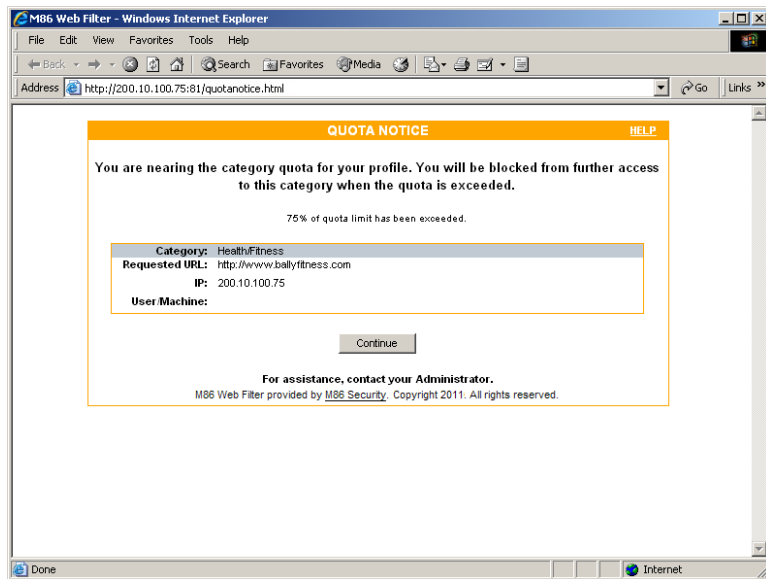 M86 Web Filter - Windows Internet Explorer
File Edit View Favorites Tools Help
Back Search Favorites Media
Address http://200.10.100.75:81/quotanotice.html Go Links »
QUOTA NOTICE HELP
You are nearing the category quota for your profile. You will be blocked from further access
to this category when the quota is exceeded.
75% of quota limit has been exceeded.
Category: Health/Fitness
Requested URL: http://www.ballyfitness.com
IP: 200.10.100.75
User/Machine:
Continue
For assistance, contact your Administrator.
M86 Web Filter provided by M86 Security. Copyright 2011. All rights reserved.
Done Internet